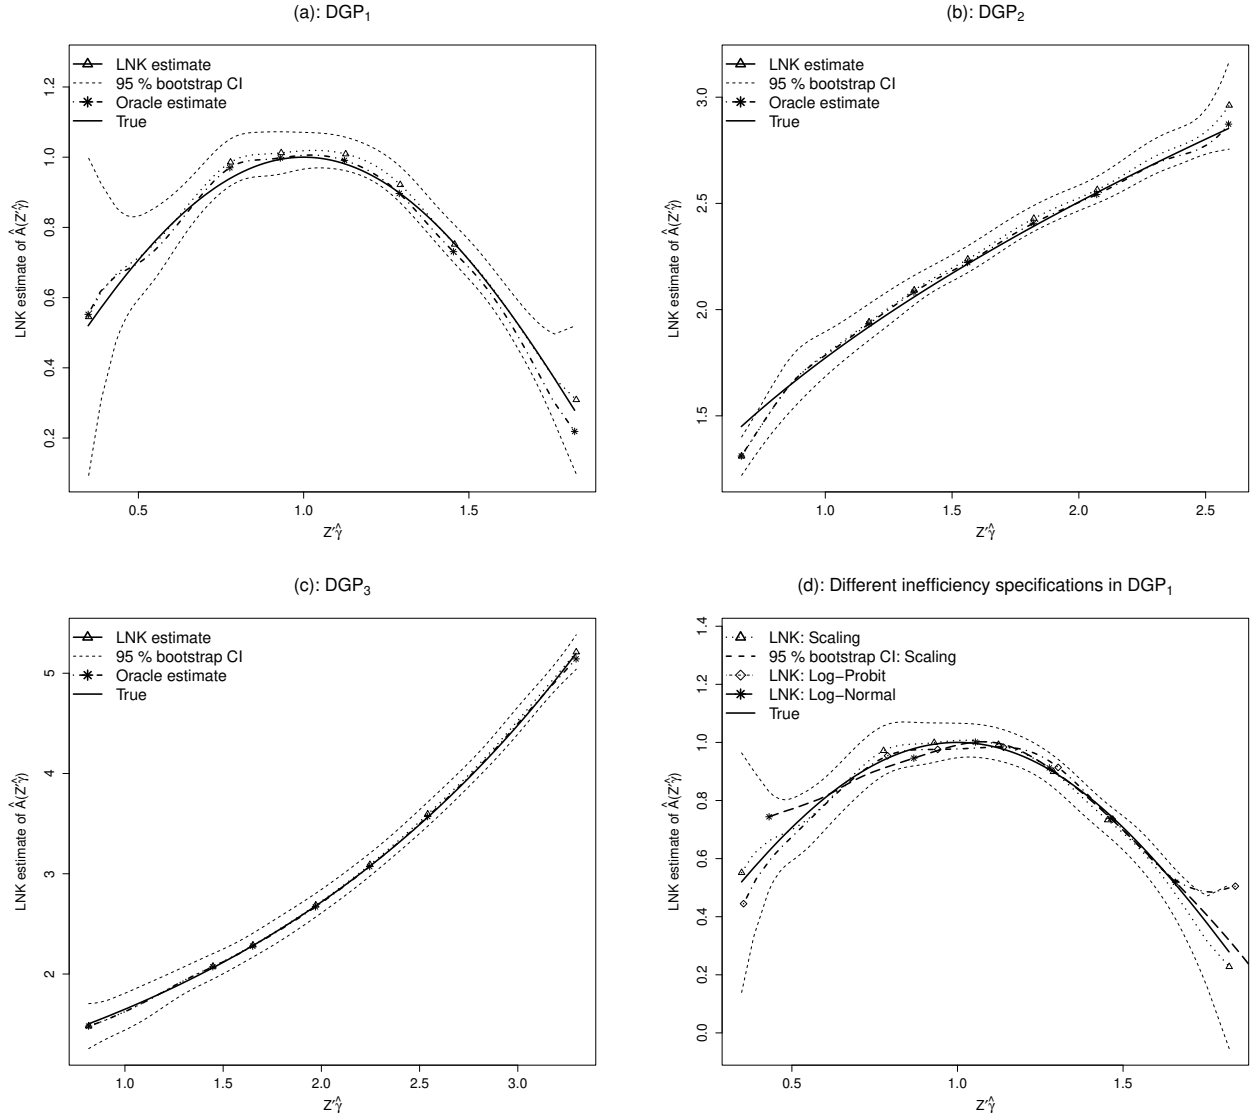 (a): DGP₁
LNK estimate
95 % bootstrap CI
Oracle estimate
True
LNK estimate of Â(Z′γ̂)
0.2 0.4 0.6 0.8 1.0 1.2
0.5 1.0 1.5
Z′γ̂
(b): DGP₂
LNK estimate
95 % bootstrap CI
Oracle estimate
True
LNK estimate of Â(Z′γ̂)
1.5 2.0 2.5 3.0
1.0 1.5 2.0 2.5
Z′γ̂
(c): DGP₃
LNK estimate
95 % bootstrap CI
Oracle estimate
True
LNK estimate of Â(Z′γ̂)
2 3 4 5
1.0 1.5 2.0 2.5 3.0
Z′γ̂
(d): Different inefficiency specifications in DGP₁
LNK: Scaling
95 % bootstrap CI: Scaling
LNK: Log−Probit
LNK: Log−Normal
True
LNK estimate of Â(Z′γ̂)
0.0 0.2 0.4 0.6 0.8 1.0 1.2 1.4
0.5 1.0 1.5
Z′γ̂